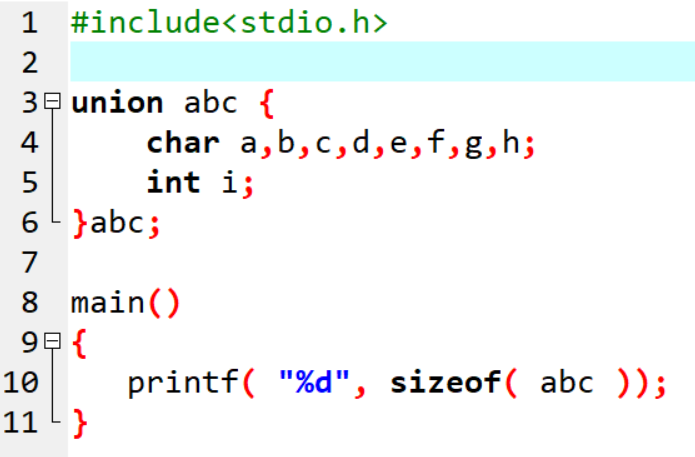 1 #include<stdio.h>
2
3 union abc {
4 char a,b,c,d,e,f,g,h;
5 int i;
6 }abc;
7
8 main()
9 {
10 printf( "%d", sizeof( abc ));
11 }